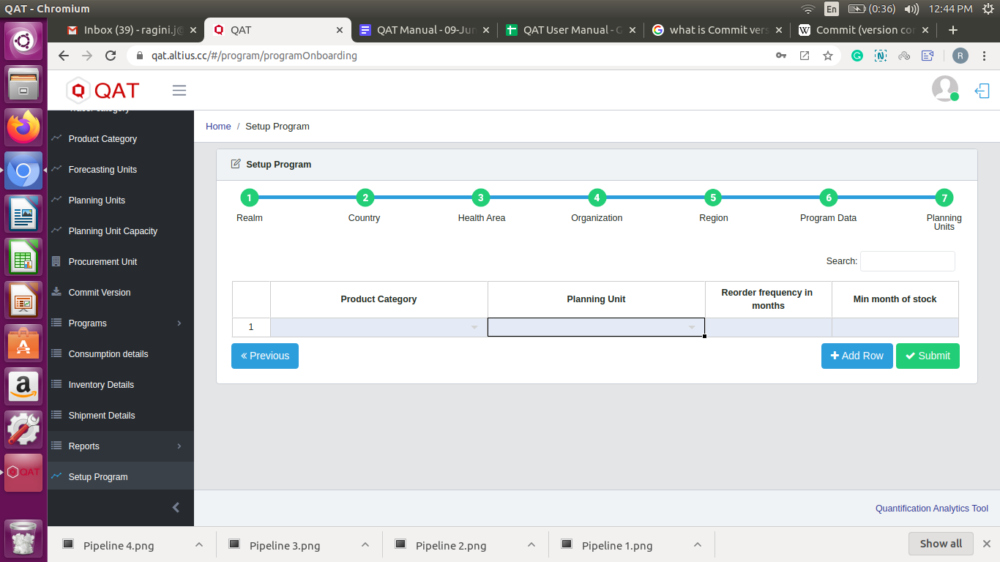 QAT - Chromium
En
(0:36)
12:44 PM
Inbox (39) - ragini.j@
QAT
QAT Manual - 09-Jun
QAT User Manual - G
what is Commit vers
Commit (version con
qat.altius.cc/#/program/programOnboarding
R
QAT
Home / Setup Program
Product Category
Forecasting Units
Planning Units
Planning Unit Capacity
Procurement Unit
Commit Version
Programs
Consumption details
Inventory Details
Shipment Details
Reports
Setup Program
Setup Program
1 2 3 4 5 6 7
Realm Country Health Area Organization Region Program Data Planning
Units
Search:
Product Category Planning Unit Reorder frequency in
months Min month of stock
1
« Previous
Add Row
Submit
Quantification Analytics Tool
QAT
Pipeline 4.png
Pipeline 3.png
Pipeline 2.png
Pipeline 1.png
Show all